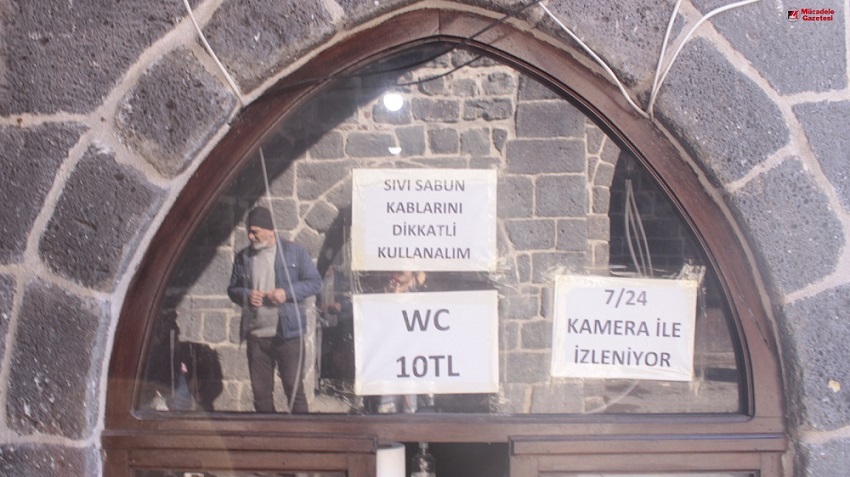 Mücadele
Gazetesi
SIVI SABUN
KABLARINI
DİKKATLİ
KULLANALIM
WC
10TL
7/24
KAMERA İLE
İZLENİYOR